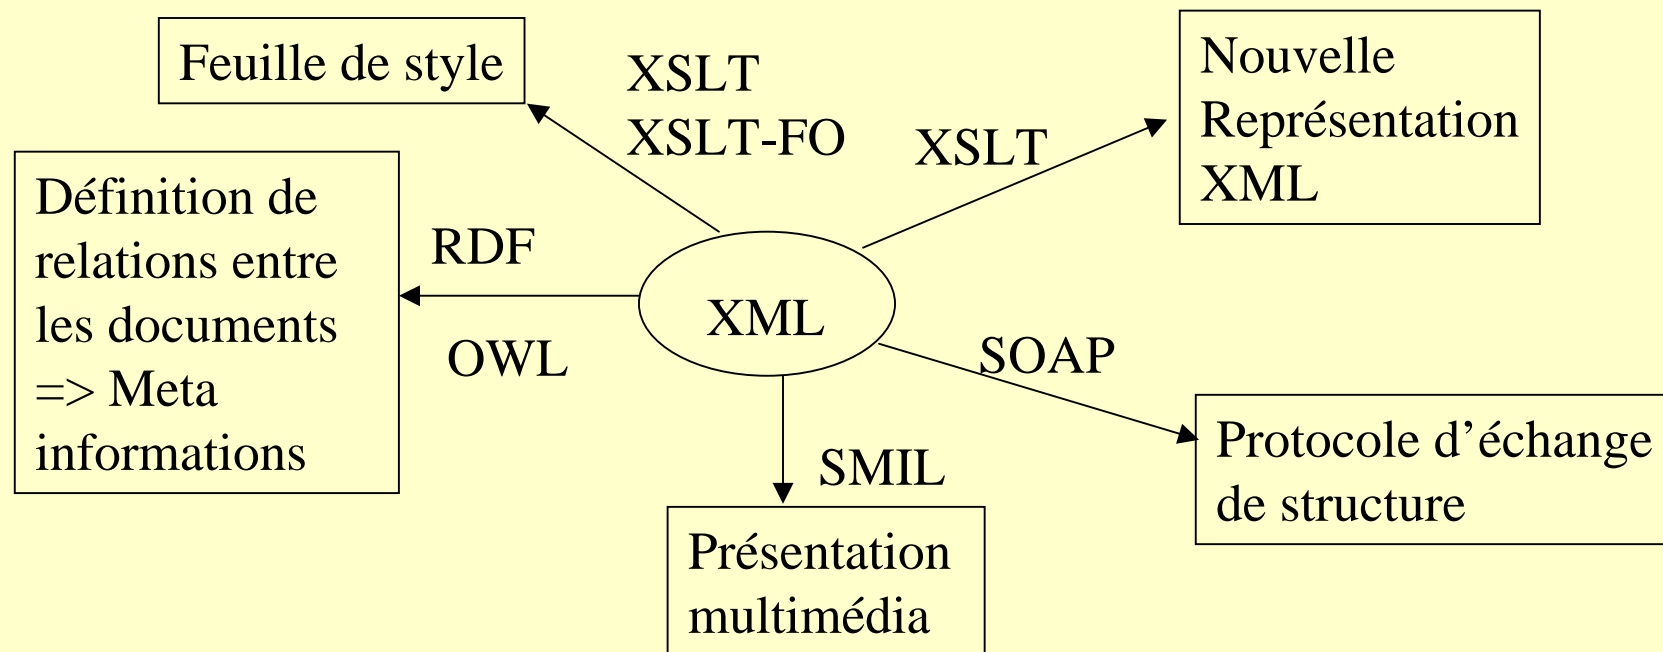 Feuille de style
XSLT
XSLT-FO
XSLT
Nouvelle
Représentation
XML
Définition de
relations entre
les documents
=> Meta
informations
RDF
OWL
XML
SOAP
Protocole d’échange
de structure
SMIL
Présentation
multimédia